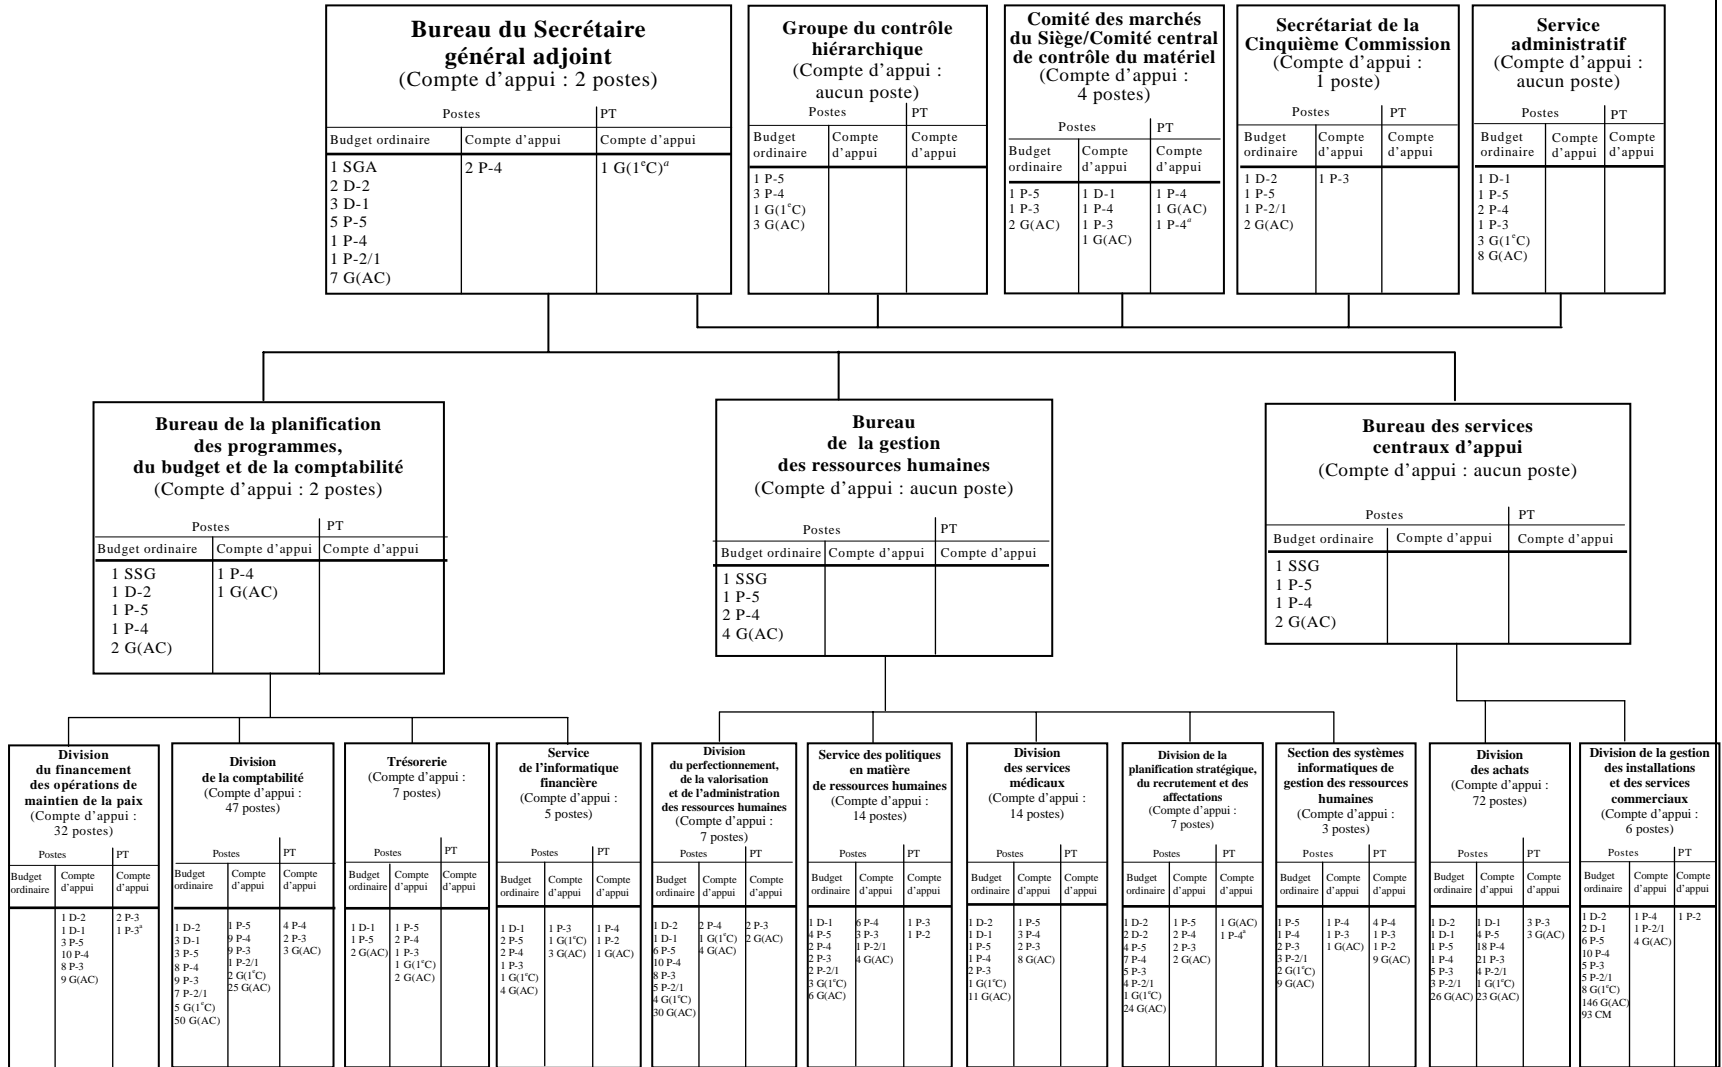 Bureau du Secrétaire
général adjoint
(Compte d'appui : 2 postes)
Postes
PT
Budget ordinaire
Compte d'appui
Compte d'appui
1 SGA
2 D-2
3 D-1
5 P-5
1 P-4
1 P-2/1
7 G(AC)
2 P-4
1 G(1eC)a
Groupe du contrôle
hiérarchique
(Compte d'appui :
aucun poste)
Postes
PT
Budget
ordinaire
Compte
d'appui
Compte
d'appui
1 P-5
3 P-4
1 G(1eC)
3 G(AC)
Comité des marchés
du Siège/Comité central
de contrôle du matériel
(Compte d'appui :
4 postes)
Postes
PT
Budget
ordinaire
Compte
d'appui
Compte
d'appui
1 P-5
1 P-3
2 G(AC)
1 D-1
1 P-4
1 P-3
1 G(AC)
1 P-4
1 G(AC)
1 P-4a
Secrétariat de la
Cinquième Commission
(Compte d'appui :
1 poste)
Postes
PT
Budget
ordinaire
Compte
d'appui
Compte
d'appui
1 D-2
1 P-5
1 P-2/1
2 G(AC)
1 P-3
Service
administratif
(Compte d'appui :
aucun poste)
Postes
PT
Budget
ordinaire
Compte
d'appui
Compte
d'appui
1 D-1
1 P-5
2 P-4
1 P-3
3 G(1eC)
8 G(AC)
Bureau de la planification
des programmes,
du budget et de la comptabilité
(Compte d'appui : 2 postes)
Postes
PT
Budget ordinaire
Compte d'appui
Compte d'appui
1 SSG
1 D-2
1 P-5
1 P-4
2 G(AC)
1 P-4
1 G(AC)
Bureau
de la gestion
des ressources humaines
(Compte d'appui : aucun poste)
Postes
PT
Budget ordinaire
Compte d'appui
Compte d'appui
1 SSG
1 P-5
2 P-4
4 G(AC)
Bureau des services
centraux d'appui
(Compte d'appui : aucun poste)
Postes
PT
Budget ordinaire
Compte d'appui
Compte d'appui
1 SSG
1 P-5
1 P-4
2 G(AC)
Division
du financement
des opérations de
maintien de la paix
(Compte d'appui :
32 postes)
Postes
PT
Budget
ordinaire
Compte
d'appui
Compte
d'appui
1 D-2
1 D-1
3 P-5
10 P-4
8 P-3
9 G(AC)
2 P-3
1 P-3a
Division
de la comptabilité
(Compte d'appui :
47 postes)
Postes
PT
Budget
ordinaire
Compte
d'appui
Compte
d'appui
1 D-2
3 D-1
3 P-5
8 P-4
9 P-3
7 P-2/1
5 G(1eC)
50 G(AC)
1 P-5
9 P-4
9 P-3
1 P-2/1
2 G(1eC)
25 G(AC)
4 P-4
2 P-3
3 G(AC)
Trésorerie
(Compte d'appui :
7 postes)
Postes
PT
Budget
ordinaire
Compte
d'appui
Compte
d'appui
1 D-1
1 P-5
2 G(AC)
1 P-5
2 P-4
1 P-3
1 G(1eC)
2 G(AC)
Service
de l'informatique
financière
(Compte d'appui :
5 postes)
Postes
PT
Budget
ordinaire
Compte
d'appui
Compte
d'appui
1 D-1
2 P-5
2 P-4
1 P-3
1 G(1eC)
4 G(AC)
1 P-3
1 G(1eC)
3 G(AC)
1 P-4
1 P-2
1 G(AC)
Division
du perfectionnement,
de la valorisation
et de l'administration
des ressources humaines
(Compte d'appui :
7 postes)
Postes
PT
Budget
ordinaire
Compte
d'appui
Compte
d'appui
1 D-2
1 D-1
6 P-5
10 P-4
8 P-3
5 P-2/1
4 G(1eC)
30 G(AC)
2 P-4
1 G(1eC)
4 G(AC)
2 P-3
2 G(AC)
Service des politiques
en matière
de ressources humaines
(Compte d'appui :
14 postes)
Postes
PT
Budget
ordinaire
Compte
d'appui
Compte
d'appui
1 D-1
4 P-5
2 P-4
2 P-3
2 P-2/1
3 G(1eC)
6 G(AC)
6 P-4
3 P-3
1 P-2/1
4 G(AC)
1 P-3
1 P-2
Division
des services
médicaux
(Compte d'appui :
14 postes)
Postes
PT
Budget
ordinaire
Compte
d'appui
Compte
d'appui
1 D-2
1 D-1
1 P-5
1 P-4
2 P-3
1 G(1eC)
11 G(AC)
1 P-5
3 P-4
2 P-3
8 G(AC)
Division de la
planification stratégique,
du recrutement et des
affectations
(Compte d'appui :
7 postes)
Postes
PT
Budget
ordinaire
Compte
d'appui
Compte
d'appui
1 D-2
2 D-2
4 P-5
7 P-4
5 P-3
4 P-2/1
1 G(1eC)
24 G(AC)
1 P-5
2 P-4
2 P-3
2 G(AC)
1 G(AC)
1 P-4a
Section des systèmes
informatiques de
gestion des ressources
humaines
(Compte d'appui :
3 postes)
Postes
PT
Budget
ordinaire
Compte
d'appui
Compte
d'appui
1 P-5
1 P-4
2 P-3
3 P-2/1
2 G(1eC)
9 G(AC)
1 P-4
1 P-3
1 G(AC)
4 P-4
1 P-3
1 P-2
9 G(AC)
Division
des achats
(Compte d'appui :
72 postes)
Postes
PT
Budget
ordinaire
Compte
d'appui
Compte
d'appui
1 D-2
1 D-1
1 P-5
1 P-4
5 P-3
3 P-2/1
26 G(AC)
1 D-1
4 P-5
18 P-4
21 P-3
4 P-2/1
1 G(1eC)
23 G(AC)
3 P-3
3 G(AC)
Division de la gestion
des installations
et des services
commerciaux
(Compte d'appui :
6 postes)
Postes
PT
Budget
ordinaire
Compte
d'appui
Compte
d'appui
1 D-2
2 D-1
6 P-5
10 P-4
5 P-3
5 P-2/1
8 G(1eC)
146 G(AC)
93 CM
1 P-4
1 P-2/1
4 G(AC)
1 P-2